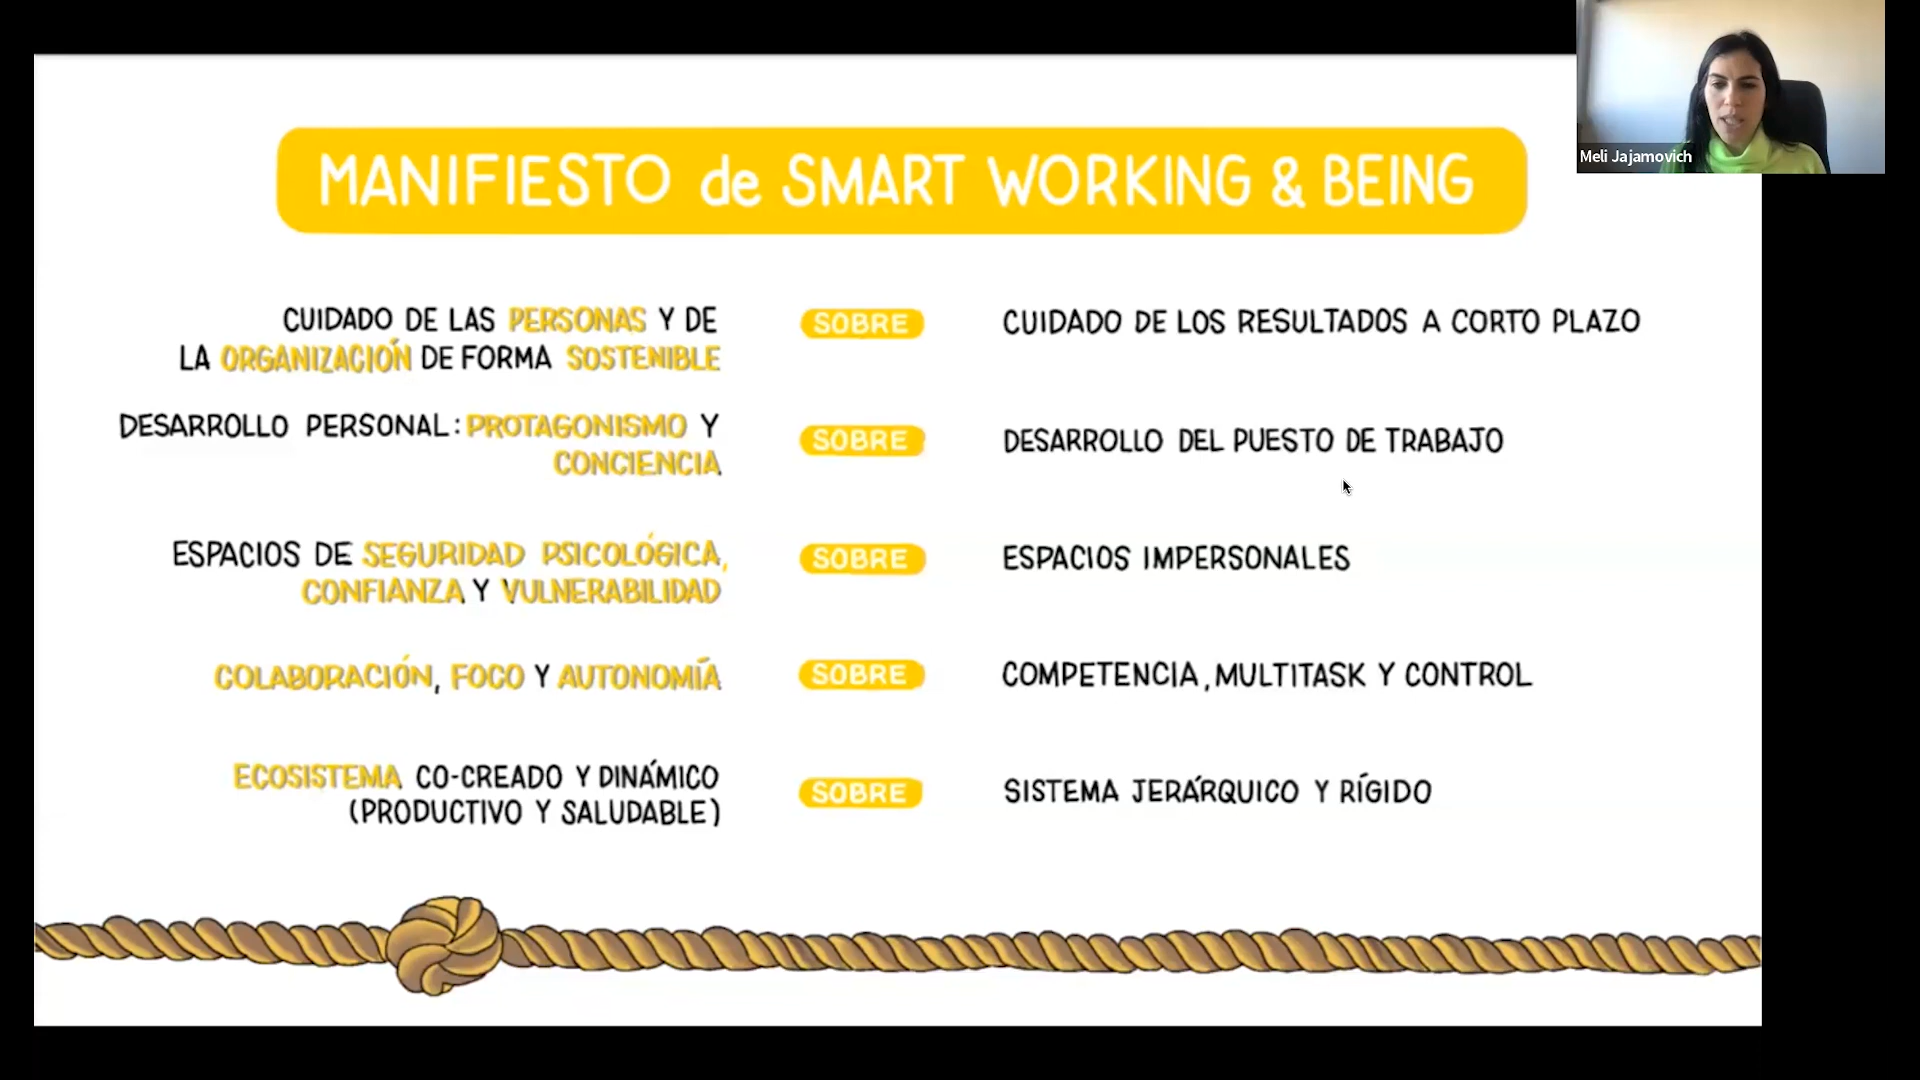 Meli Jajamovich
MANIFIESTO de SMART WORKING & BEING
CUIDADO DE LAS PERSONAS Y DE
LA ORGANIZACIÓN DE FORMA SOSTENIBLE
SOBRE
CUIDADO DE LOS RESULTADOS A CORTO PLAZO
DESARROLLO PERSONAL: PROTAGONISMO Y
CONCIENCIA
SOBRE
DESARROLLO DEL PUESTO DE TRABAJO
ESPACIOS DE SEGURIDAD PSICOLÓGICA,
CONFIANZA Y VULNERABILIDAD
SOBRE
ESPACIOS IMPERSONALES
COLABORACIÓN, FOCO Y AUTONOMÍA
SOBRE
COMPETENCIA, MULTITASK Y CONTROL
ECOSISTEMA CO-CREADO Y DINÁMICO
(PRODUCTIVO Y SALUDABLE)
SOBRE
SISTEMA JERÁRQUICO Y RÍGIDO